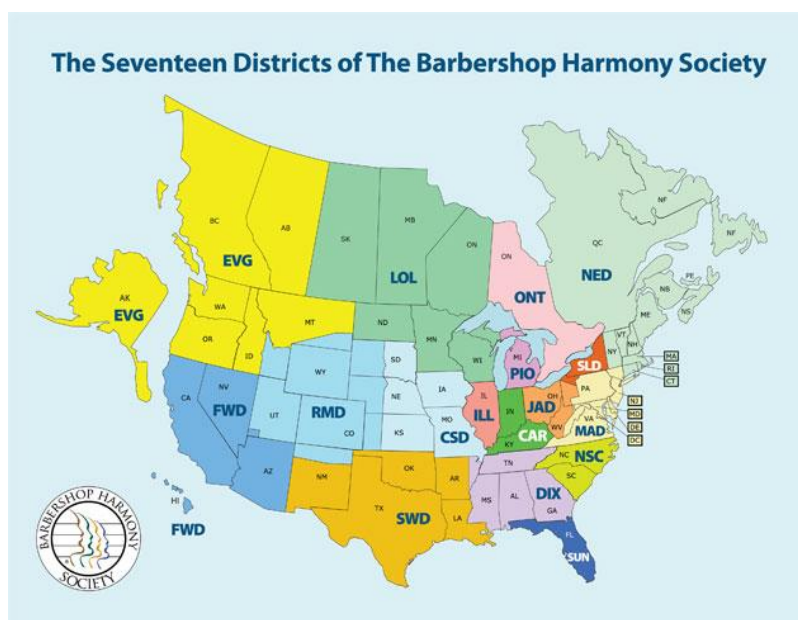 The Seventeen Districts of The Barbershop Harmony Society
NF
BC
AB
SK
MB
ON
ON
QC
NF
EVG
LOL
ONT
NED
PE
NB
NS
AK
EVG
WA
MT
ND
MN
ME
VT
NH
OR
ID
SD
WI
MI
PIO
NY
SLD
MA
RI
CT
WY
IA
PA
NV
CA
FWD
UT
RMD
CO
NE
IL
ILL
IN
OH
JAD
NJ
MD
DE
DC
KS
MO
CSD
CAR
KY
WV
VA
MAD
AZ
NM
OK
AR
TN
NC
NSC
SC
HI
FWD
TX
SWD
LA
MS
AL
DIX
GA
FL
SUN
BARBERSHOP HARMONY
SOCIETY